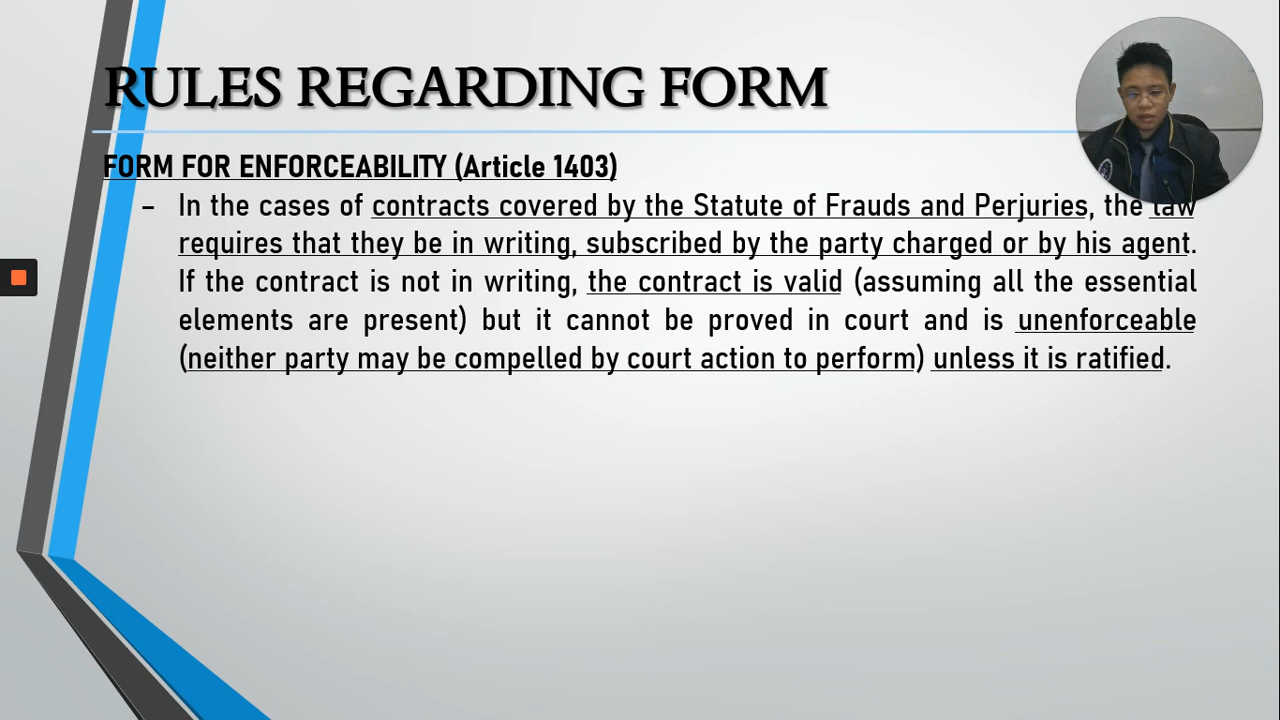 RULES REGARDING FORM
FORM FOR ENFORCEABILITY (Article 1403)
– In the cases of contracts covered by the Statute of Frauds and Perjuries, the law
requires that they be in writing, subscribed by the party charged or by his agent.
If the contract is not in writing, the contract is valid (assuming all the essential
elements are present) but it cannot be proved in court and is unenforceable
(neither party may be compelled by court action to perform) unless it is ratified.